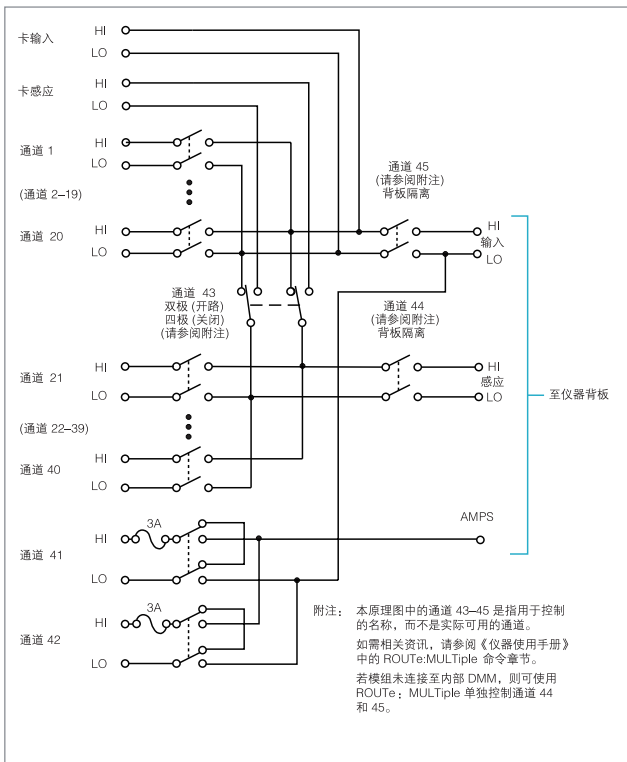 卡输入
HI
LO
卡感应
HI
LO
通道 1
HI
LO
(通道 2–19)
通道 20
HI
LO
通道 45
(请参阅附注)
背板隔离
HI
输入
LO
通道 43
双极 (开路)
四极 (关闭)
(请参阅附注)
通道 44
(请参阅附注)
背板隔离
通道 21
HI
LO
HI
感应
LO
至仪器背板
(通道 22–39)
通道 40
HI
LO
AMPS
通道 41
HI
3A
LO
通道 42
HI
3A
LO
附注： 本原理图中的通道 43–45 是指用于控制
的名称，而不是实际可用的通道。
如需相关资讯，请参阅《仪器使用手册》
中的 ROUTe:MULTiple 命令章节。
若模组未连接至内部 DMM，则可使用
ROUTe：MULTiple 单独控制通道 44
和 45。